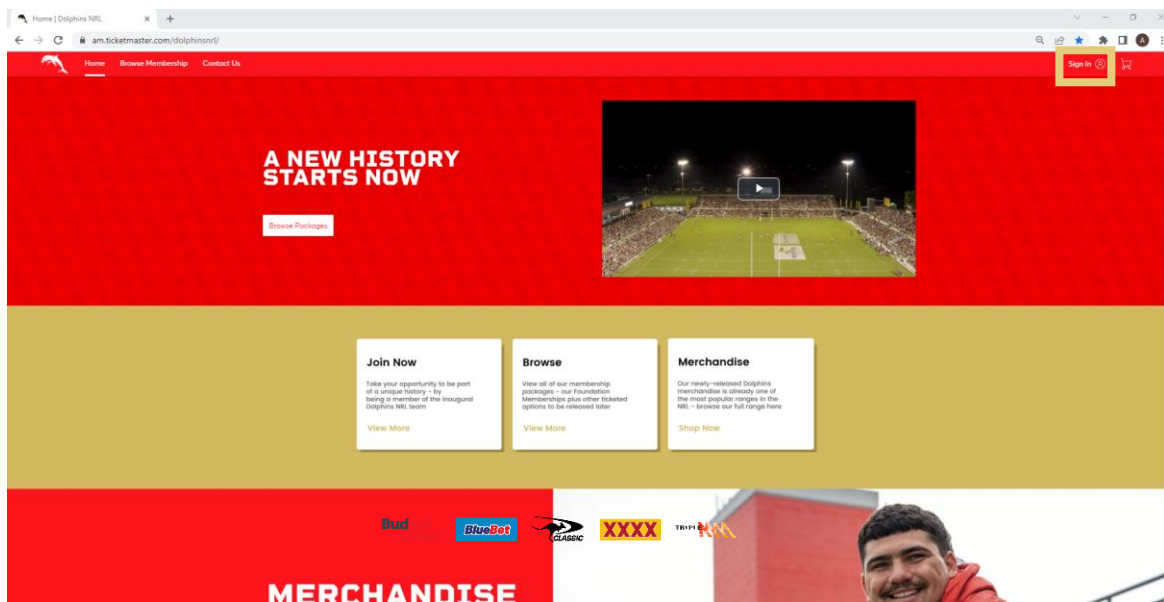 Home | Dolphins NRL
am.ticketmaster.com/dolphinsnrl/
A
Home Browse Membership Contact Us Sign In
A NEW HISTORY
STARTS NOW
Browse Packages
Join Now
Take your opportunity to be part
of a unique history - by
being a member of the inaugural
Dolphins NRL team
View More
Browse
View all of our membership
packages - our Foundation
Memberships plus other ticketed
options to be released later
View More
Merchandise
Our newly-released Dolphins
merchandise is already one of
the most popular ranges in the
NRL - browse our full range here
Shop Now
Bud
BlueBet
CLASSIC
XXXX
MERCHANDISE